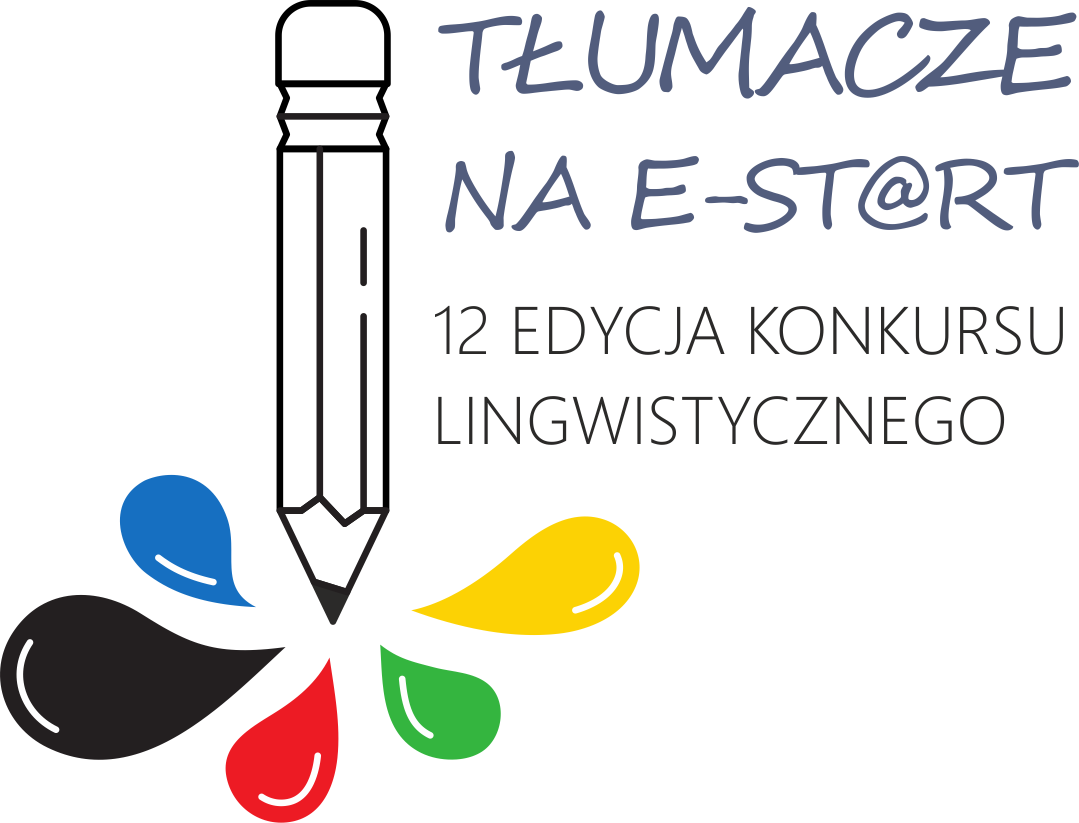 TŁUMACZE
NA E-ST@RT
12 EDYCJA KONKURSU
LINGWISTYCZNEGO